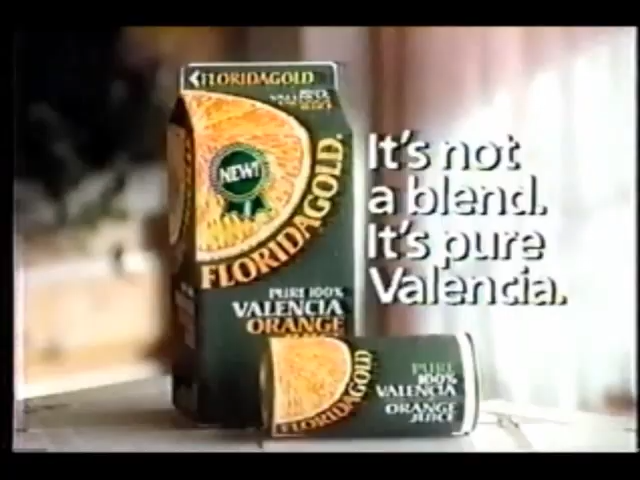 FLORIDAGOLD
VALENCIA
NEW!
FLORIDAGOLD.
PURE 100%
VALENCIA
ORANGE
It's not
a blend.
It's pure
Valencia.
FLORIDAGOLD
PURE
100%
VALENCIA
ORANGE
JUICE